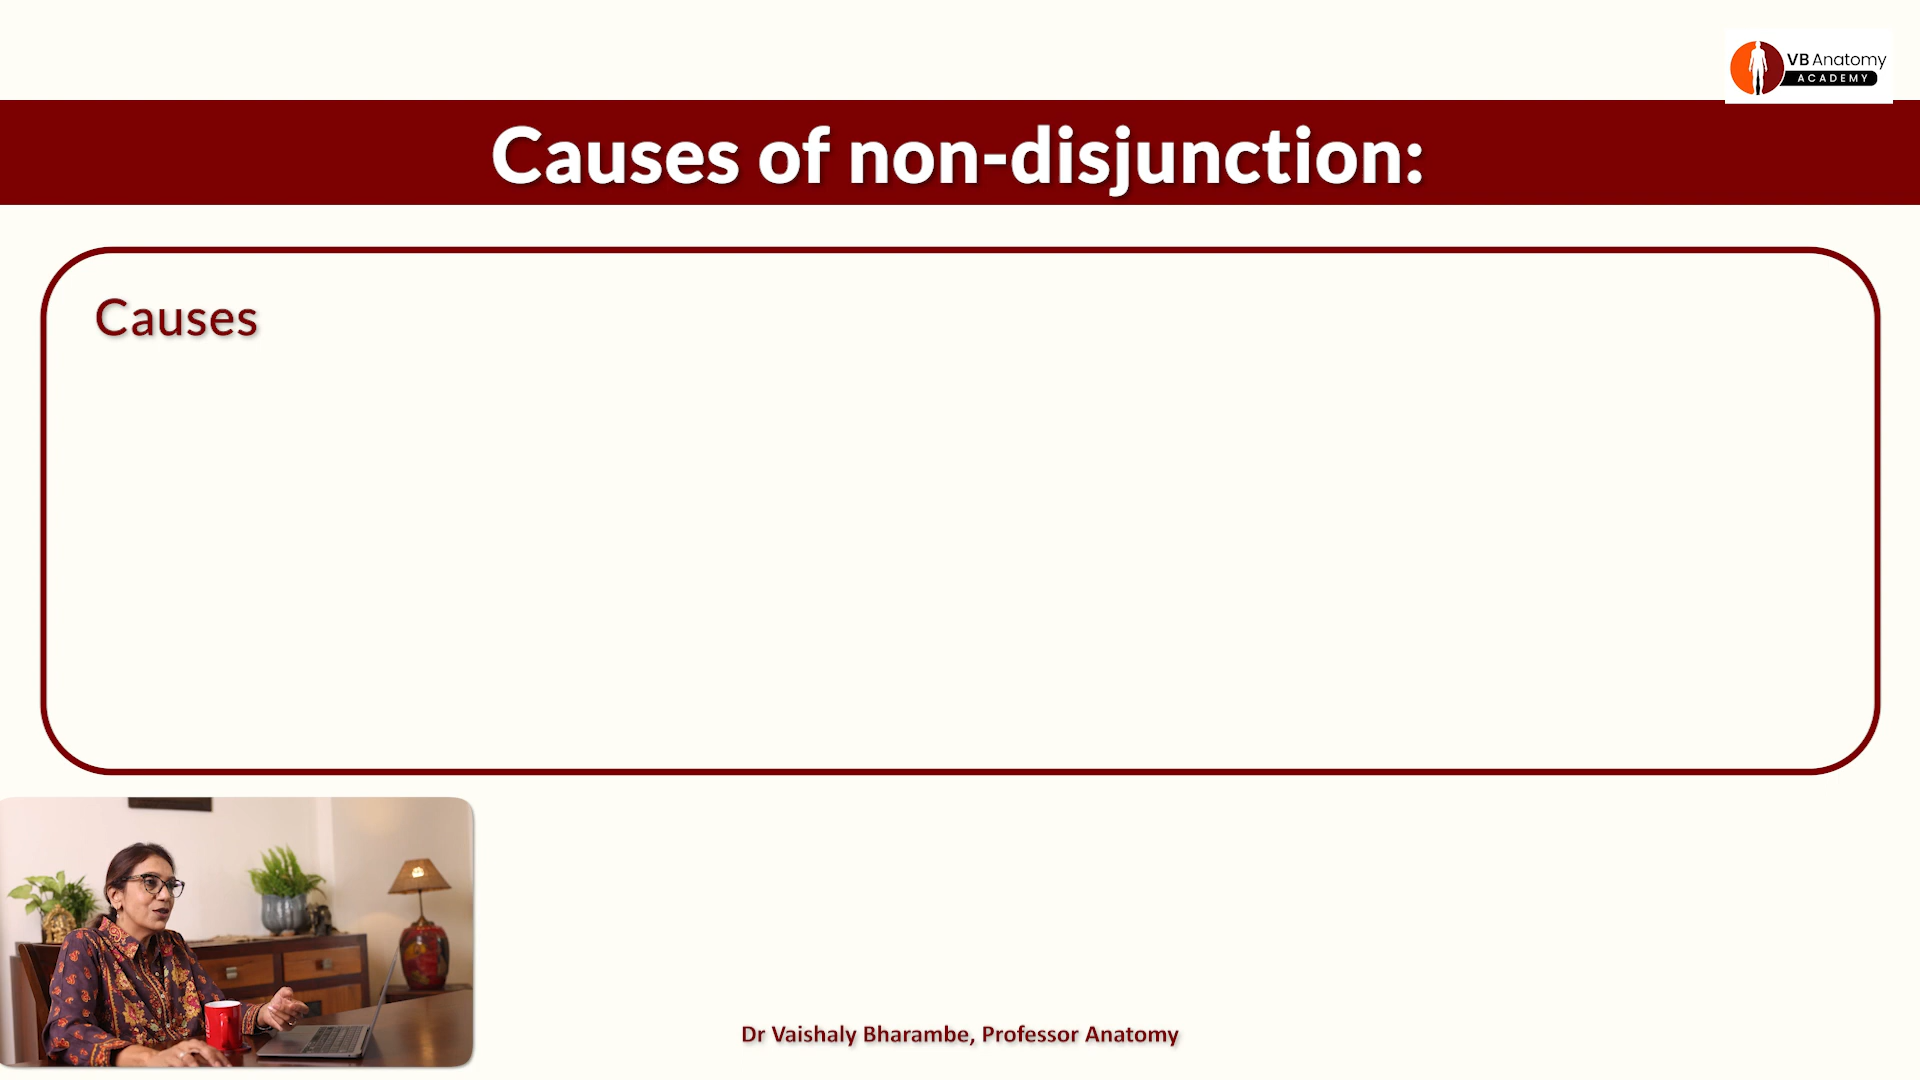 VB Anatomy
ACADEMY
Causes of non-disjunction:
Causes
Dr Vaishaly Bharambe, Professor Anatomy